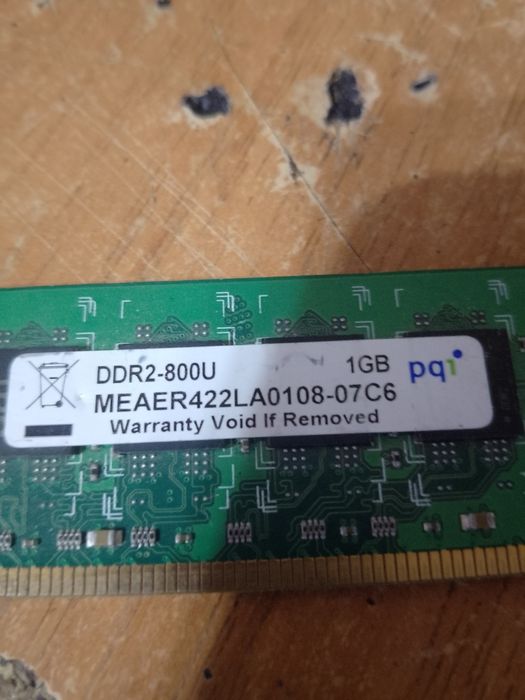 DDR2-800U 1GB pqi
MEAER422LA0108-07C6
Warranty Void If Removed